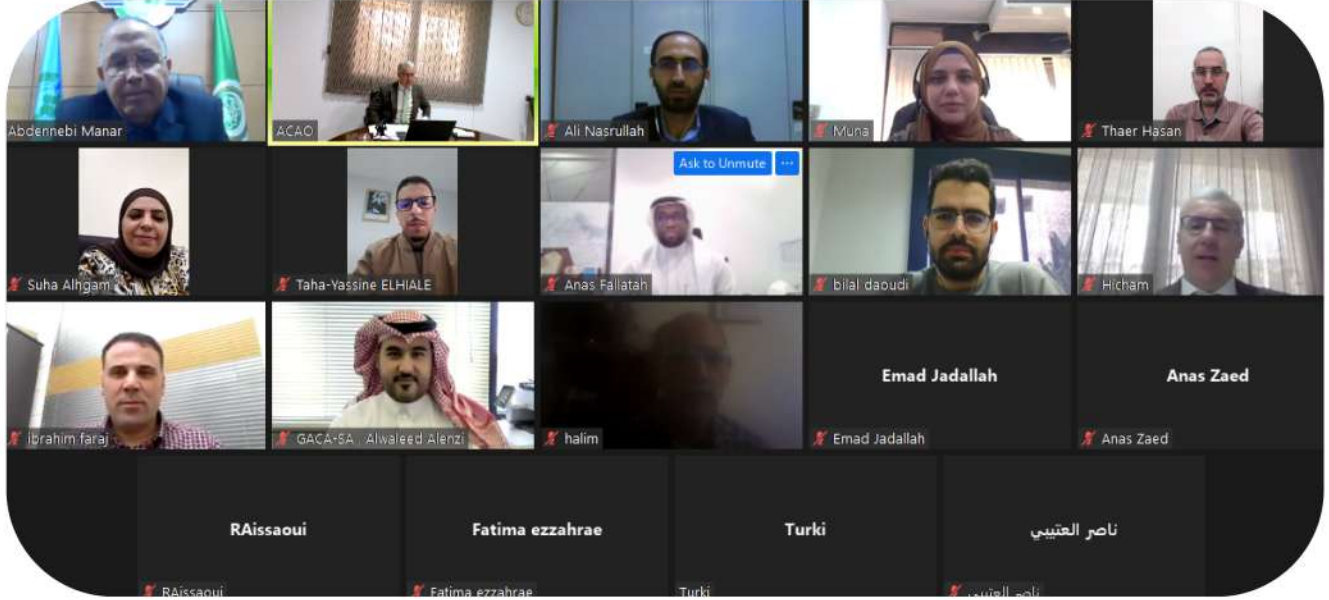 Abdennebi Manar
ACAO
Ali Nasrullah
Muna
Thaer Hasan
Ask to Unmute
Suha Alhgam
Taha-Yassine ELHIALE
Anas Fallatah
bilal daoudi
Hicham
ibrahim faraj
GACA-SA , Alwaleed Alenzi
halim
Emad Jadallah
Emad Jadallah
Anas Zaed
Anas Zaed
RAissaoui
RAissaoui
Fatima ezzahrae
Fatima ezzahrae
Turki
Turki
ناصر العتيبي
ناصر العتيبي